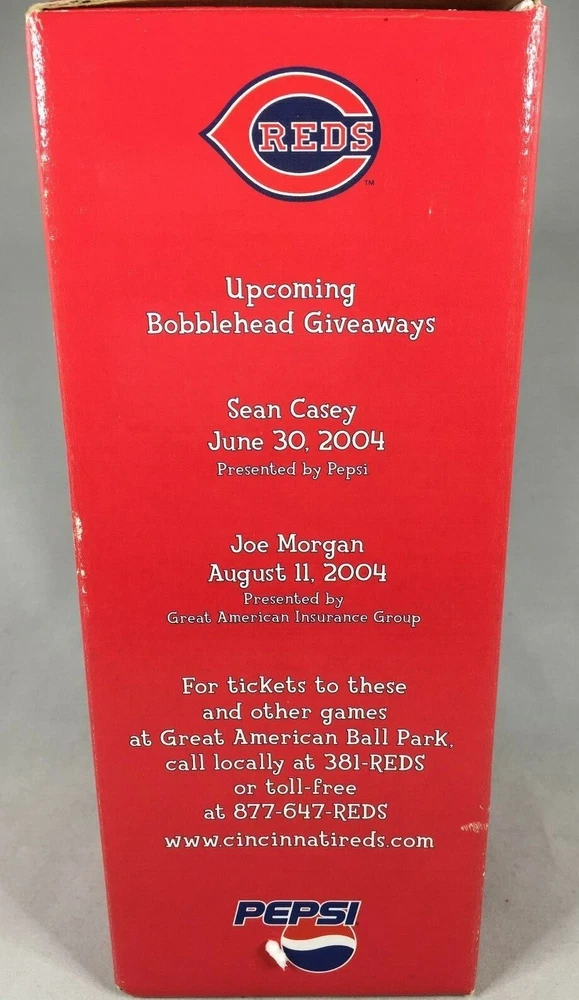 REDS
TM
Upcoming
Bobblehead Giveaways
Sean Casey
June 30, 2004
Presented by Pepsi
Joe Morgan
August 11, 2004
Presented by
Great American Insurance Group
For tickets to these
and other games
at Great American Ball Park,
call locally at 381-REDS
or toll-free
at 877-647-REDS
www.cincinnatireds.com
PEPSI